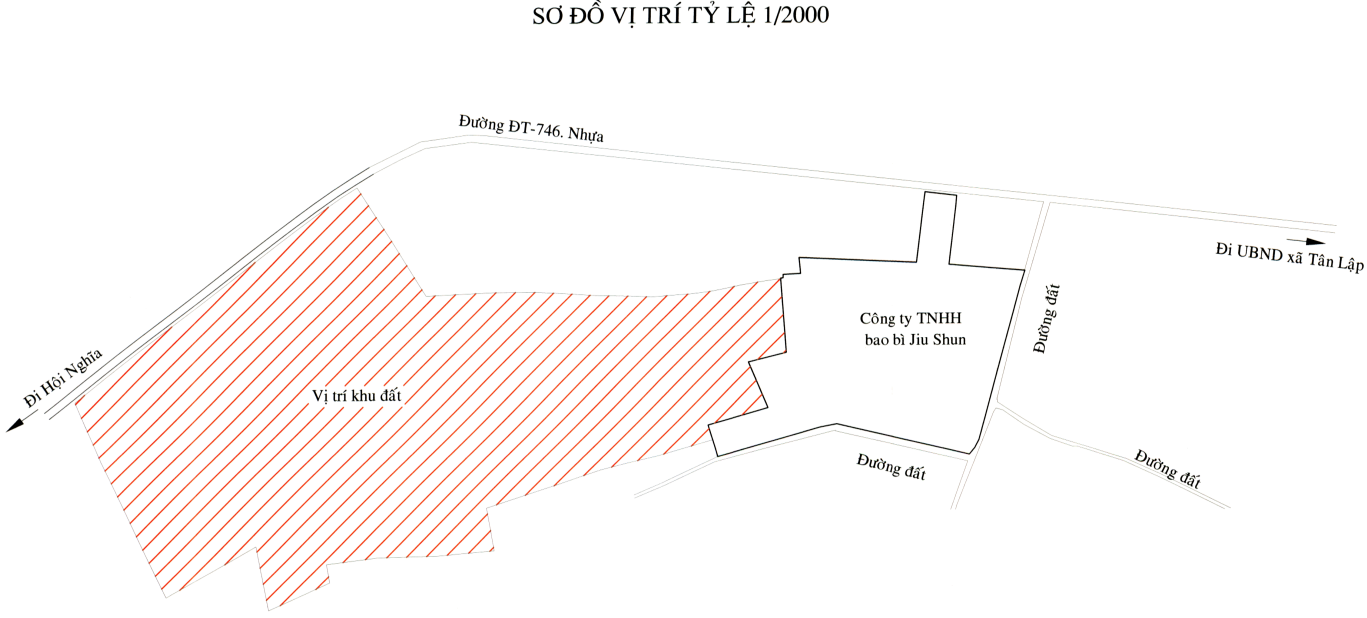 SƠ ĐỒ VỊ TRÍ TỶ LỆ 1/2000
Đường ĐT-746. Nhựa
Đi UBND xã Tân Lập
Đường đất
Công ty TNHH
bao bì Jiu Shun
Đi Hội Nghĩa
Vị trí khu đất
Đường đất
Đường đất